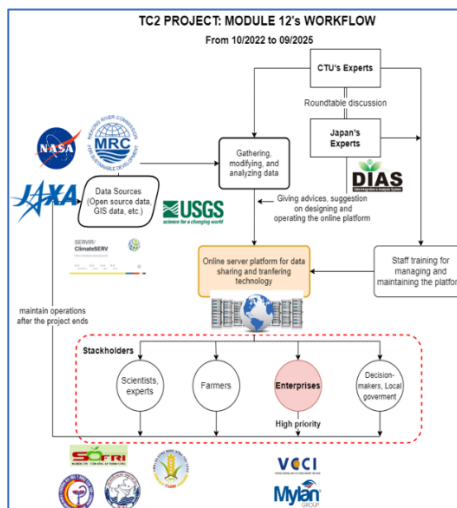 TC2 PROJECT: MODULE 12's WORKFLOW
From 10/2022 to 09/2025
CTU's Experts
Roundtable discussion
Japan's Experts
DIAS
NASA
MRC
JAXA
Gathering,
modifying, and
analyzing data
Data Sources
(Open source data,
GIS data, etc.)
USGS
science for a changing world
Giving advices, suggestion
on designing and
operating the online platform
SERVIR/
ClimateSERV
Online server platform for data
sharing and tranfering
technology
Staff training for
managing and
maintaining the platform
maintain operations
after the project ends
Stackholders
Scientists,
experts
Farmers
Enterprises
Decision-
makers, Local
goverment
High priority
SOFRI
VCCI
Mylan
GROUP